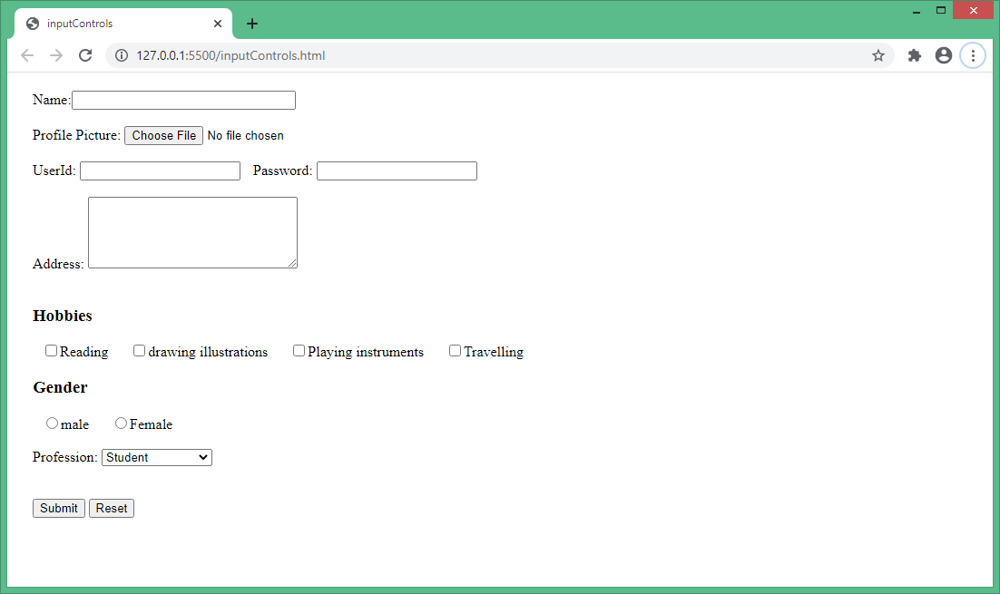 inputControls
127.0.0.1:5500/inputControls.html
Name:
Profile Picture: Choose File No file chosen
UserId: Password:
Address:
Hobbies
Reading drawing illustrations Playing instruments Travelling
Gender
male Female
Profession: Student
Submit Reset